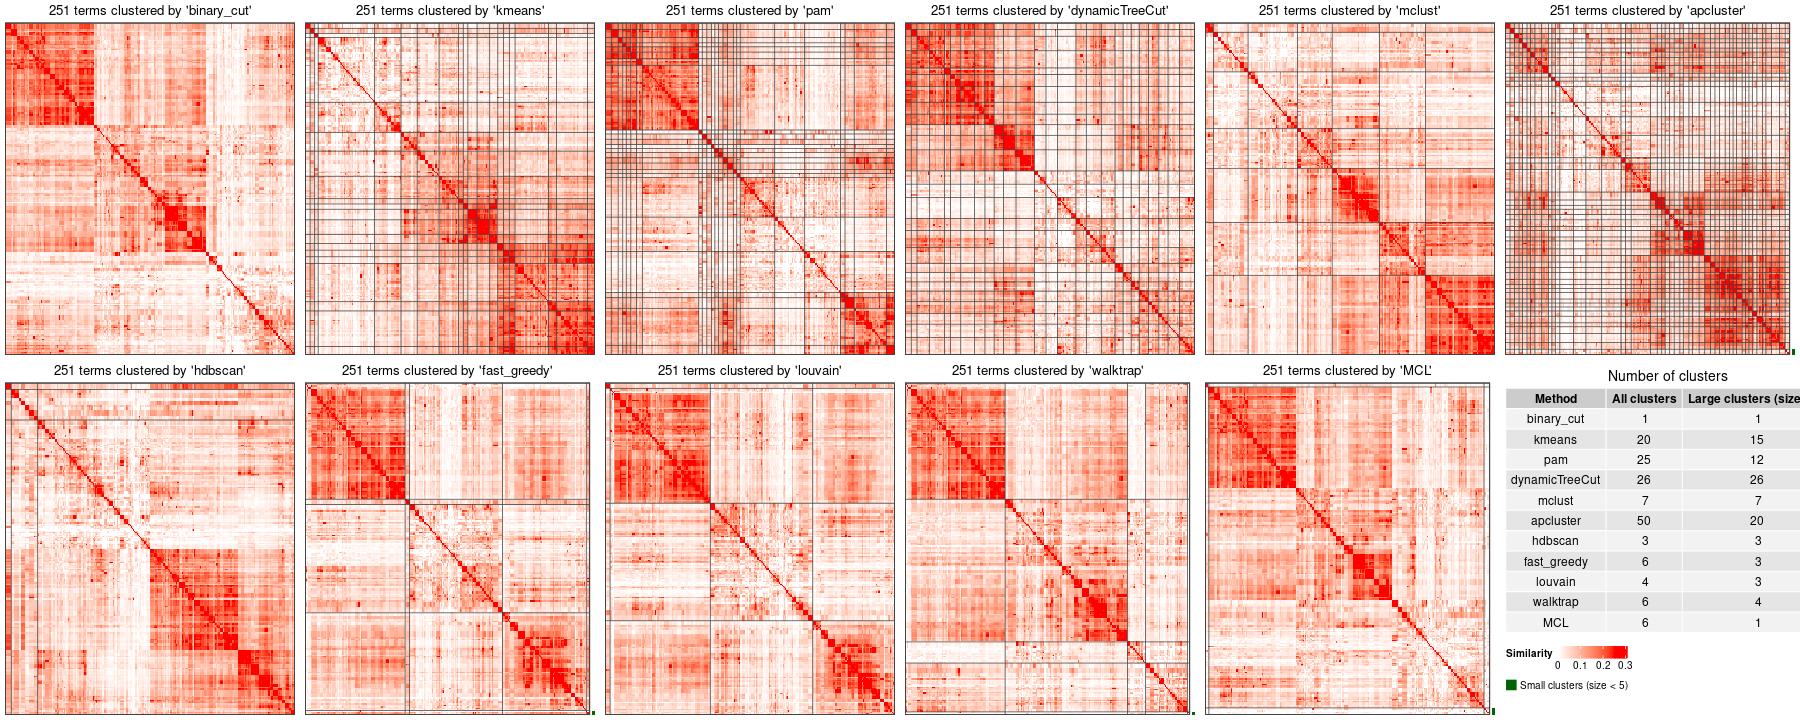 251 terms clustered by 'binary_cut'
251 terms clustered by 'kmeans'
251 terms clustered by 'pam'
251 terms clustered by 'dynamicTreeCut'
251 terms clustered by 'mclust'
251 terms clustered by 'apcluster'
251 terms clustered by 'hdbscan'
251 terms clustered by 'fast_greedy'
251 terms clustered by 'louvain'
251 terms clustered by 'walktrap'
251 terms clustered by 'MCL'
Number of clusters
Method All clusters Large clusters (size
binary_cut 1 1
kmeans 20 15
pam 25 12
dynamicTreeCut 26 26
mclust 7 7
apcluster 50 20
hdbscan 3 3
fast_greedy 6 3
louvain 4 3
walktrap 6 4
MCL 6 1
Similarity
0 0.1 0.2 0.3
Small clusters (size < 5)